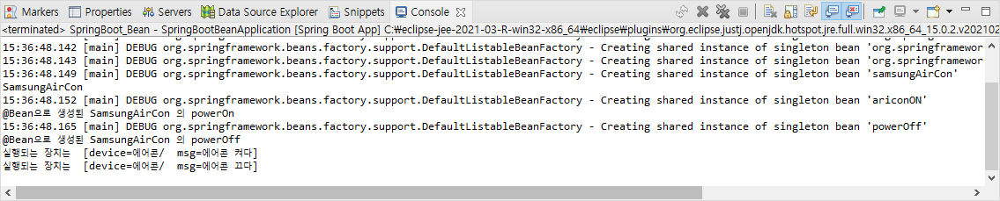 Markers Properties Servers Data Source Explorer Snippets Console
<terminated> SpringBoot_Bean - SpringBootBeanApplication [Spring Boot App] C:₩eclipse-jee-2021-03-R-win32-x86_64₩eclipse₩plugins₩org.eclipse.justj.openjdk.hotspot.jre.full.win32.x86_64_15.0.2.v202102
15:36:48.142 [main] DEBUG org.springframework.beans.factory.support.DefaultListableBeanFactory - Creating shared instance of singleton bean 'org.springframewor
15:36:48.143 [main] DEBUG org.springframework.beans.factory.support.DefaultListableBeanFactory - Creating shared instance of singleton bean 'org.springframewor
15:36:48.149 [main] DEBUG org.springframework.beans.factory.support.DefaultListableBeanFactory - Creating shared instance of singleton bean 'samsungAirCon'
SamsungAirCon
15:36:48.152 [main] DEBUG org.springframework.beans.factory.support.DefaultListableBeanFactory - Creating shared instance of singleton bean 'ariconON'
@Bean으로 생성된 SamsungAirCon 의 powerOn
15:36:48.165 [main] DEBUG org.springframework.beans.factory.support.DefaultListableBeanFactory - Creating shared instance of singleton bean 'powerOff'
@Bean으로 생성된 SamsungAirCon 의 powerOff
실행되는 장치는  [device=에어콘/  msg=에어콘 켜다]
실행되는 장치는  [device=에어콘/  msg=에어콘 끄다]